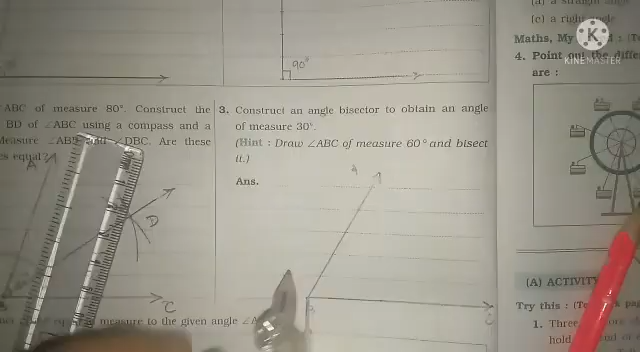 90°
(a) a straight angle
(c) a right angle
Maths, My
KINEMASTER
4. Point out the
are :
ABC of measure 80°. Construct the
BD of ∠ABC using a compass and a
Measure and ∠DBC. Are these
equal?
A
D
C
measure to the given angle
3. Construct an angle bisector to obtain an angle
of measure 30°.
(Hint : Draw ∠ABC of measure 60° and bisect
it.)
Ans.
(A) ACTIVITY
Try this :
1. Three
hold